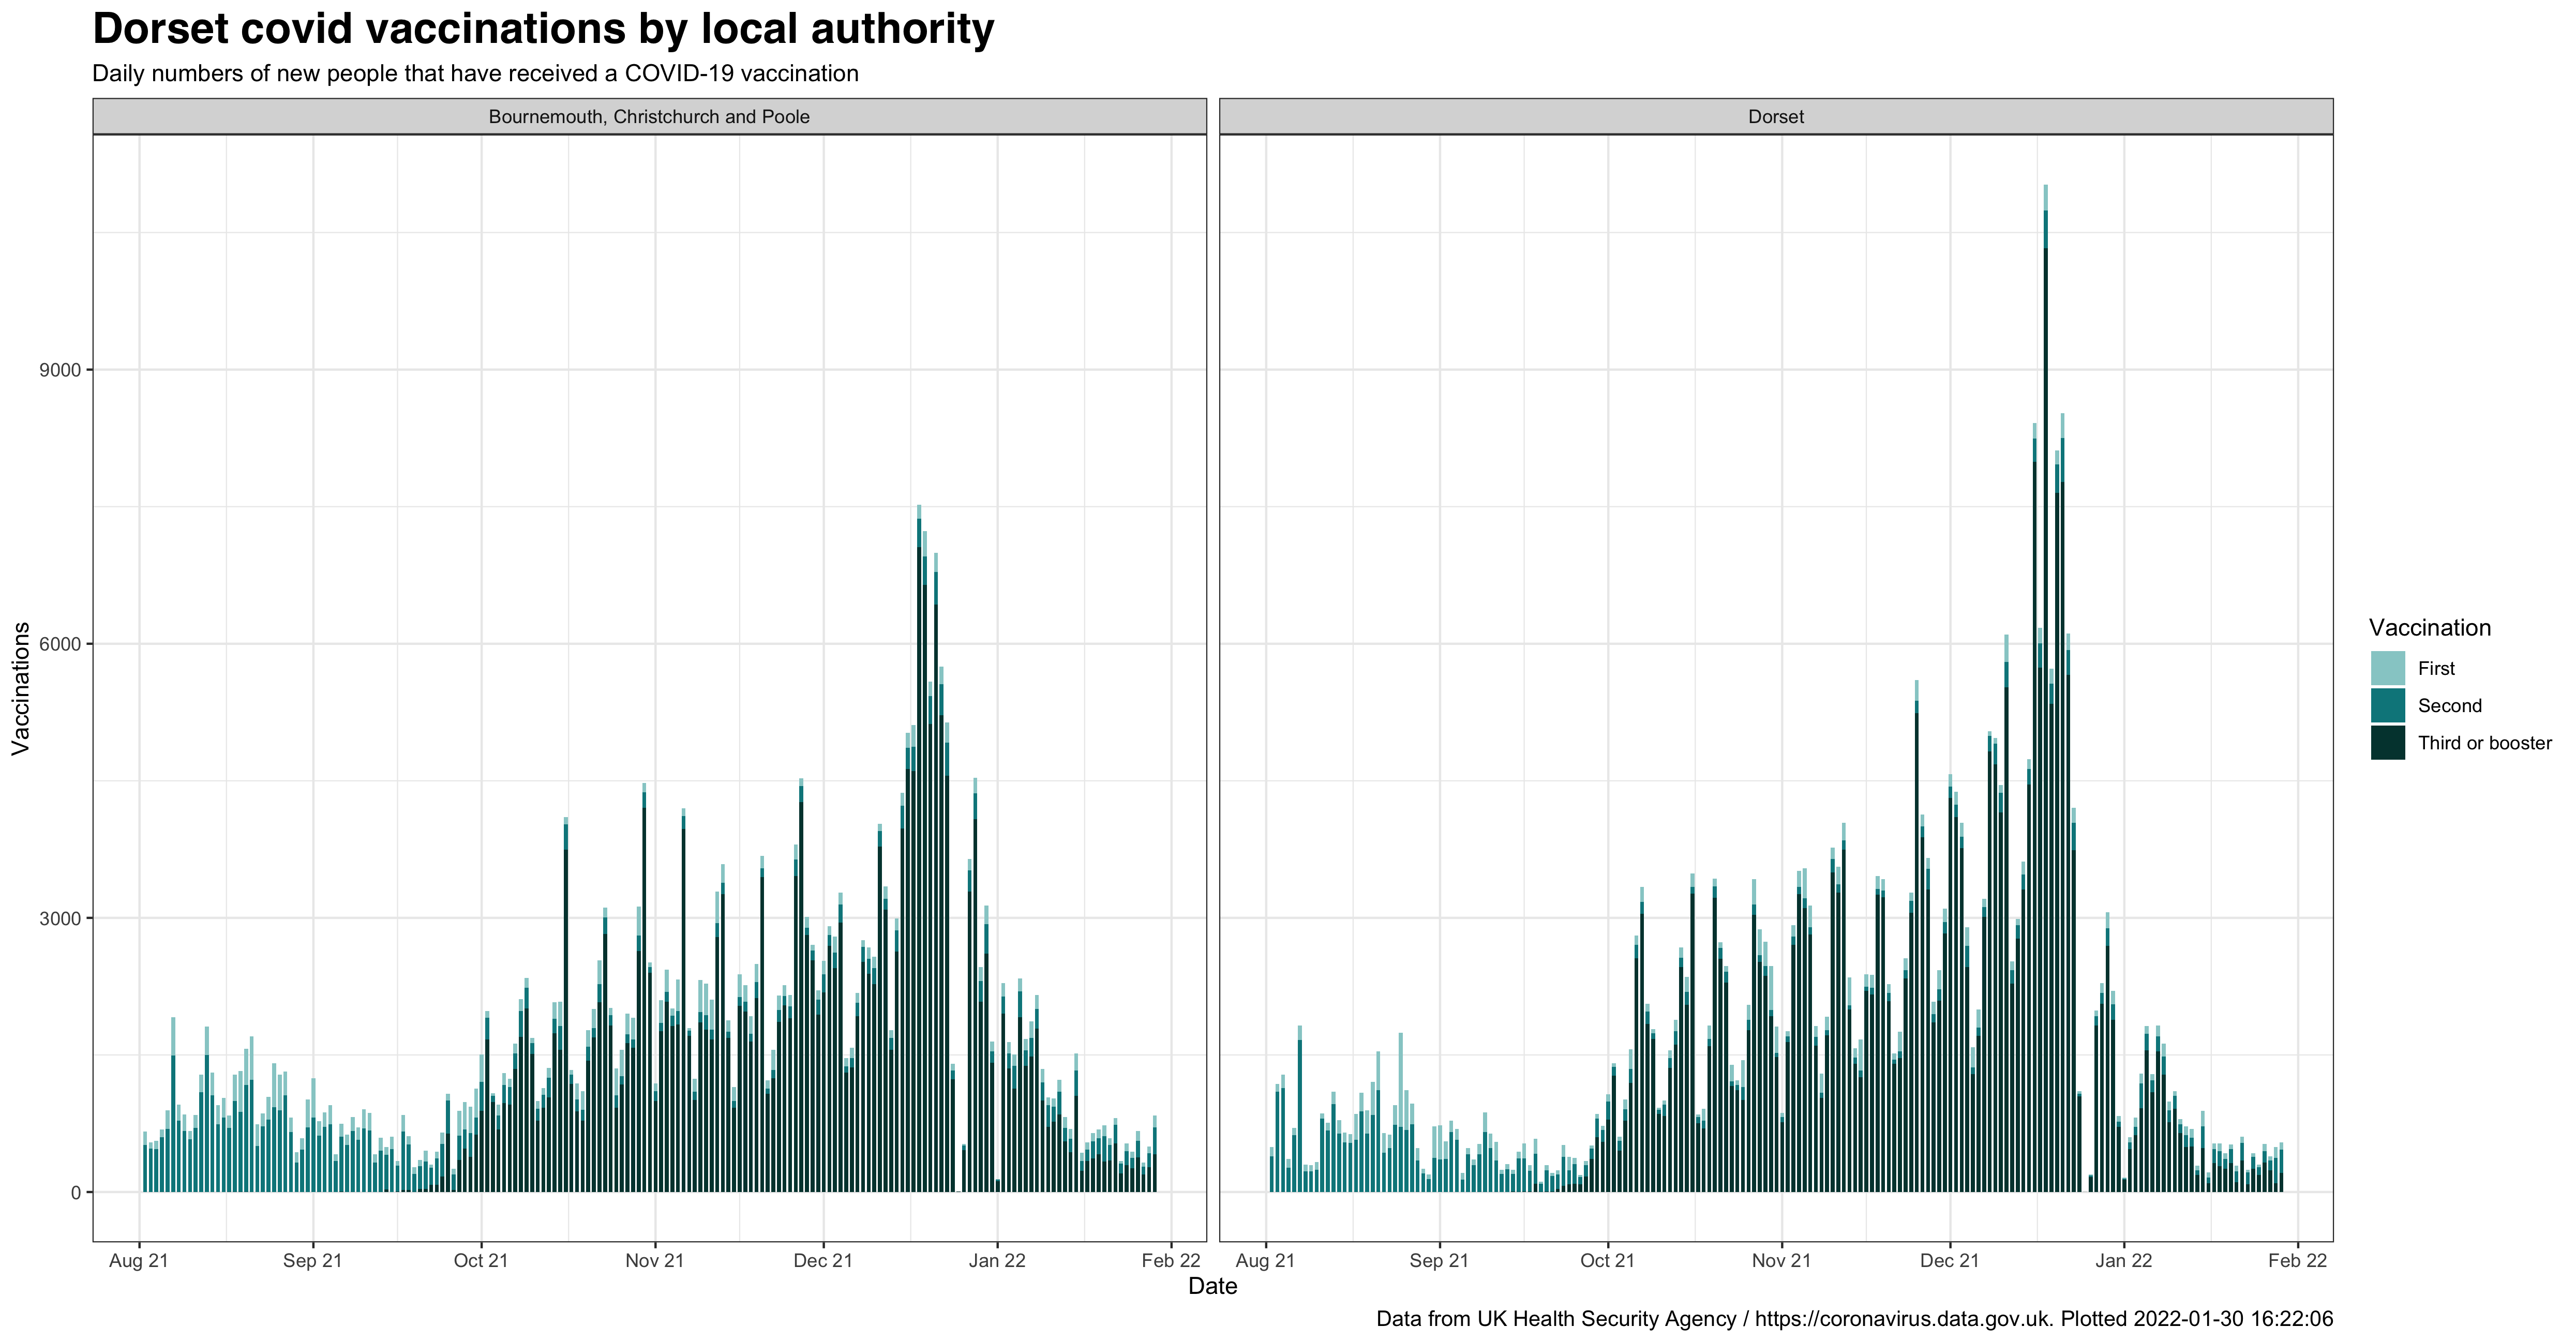 Dorset covid vaccinations by local authority
Daily numbers of new people that have received a COVID-19 vaccination
Bournemouth, Christchurch and Poole
Dorset
Vaccinations
9000
6000
3000
0
Aug 21 Sep 21 Oct 21 Nov 21 Dec 21 Jan 22 Feb 22
Aug 21 Sep 21 Oct 21 Nov 21 Dec 21 Jan 22 Feb 22
Date
Vaccination
First
Second
Third or booster
Data from UK Health Security Agency / https://coronavirus.data.gov.uk. Plotted 2022-01-30 16:22:06